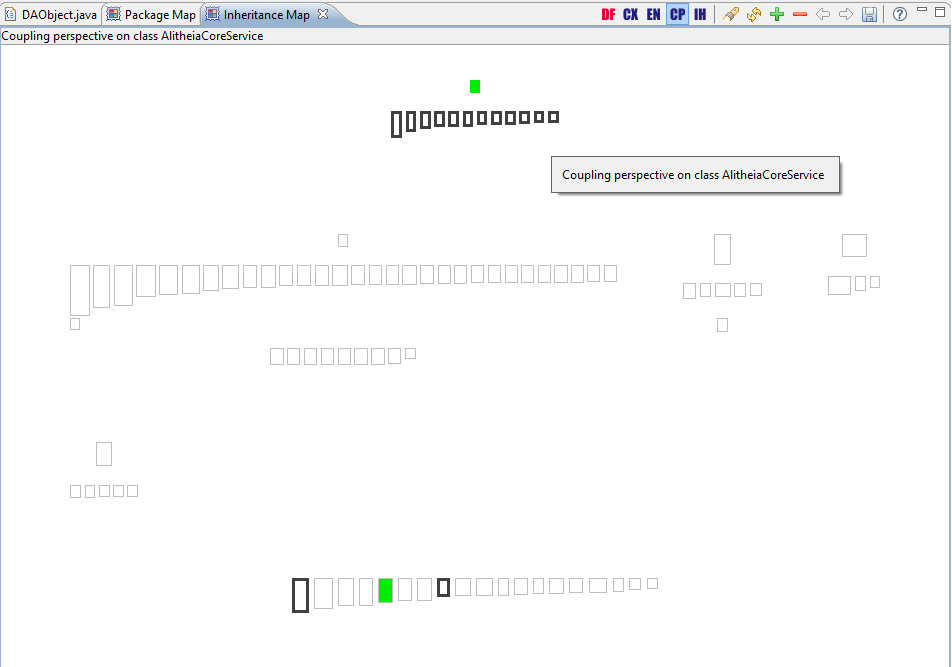 DAObject.java Package Map Inheritance Map DF CX EN CP IH
Coupling perspective on class AlitheiaCoreService
Coupling perspective on class AlitheiaCoreService